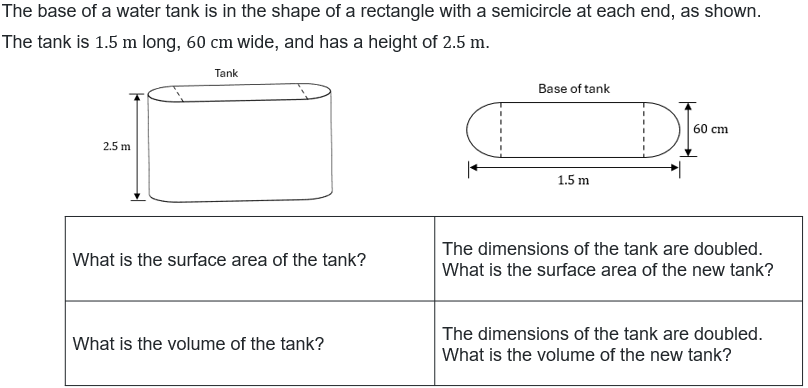 The base of a water tank is in the shape of a rectangle with a semicircle at each end, as shown.
The tank is 1.5 m long, 60 cm wide, and has a height of 2.5 m.
Tank
Base of tank
2.5 m
60 cm
1.5 m
What is the surface area of the tank?
The dimensions of the tank are doubled.
What is the surface area of the new tank?
What is the volume of the tank?
The dimensions of the tank are doubled.
What is the volume of the new tank?